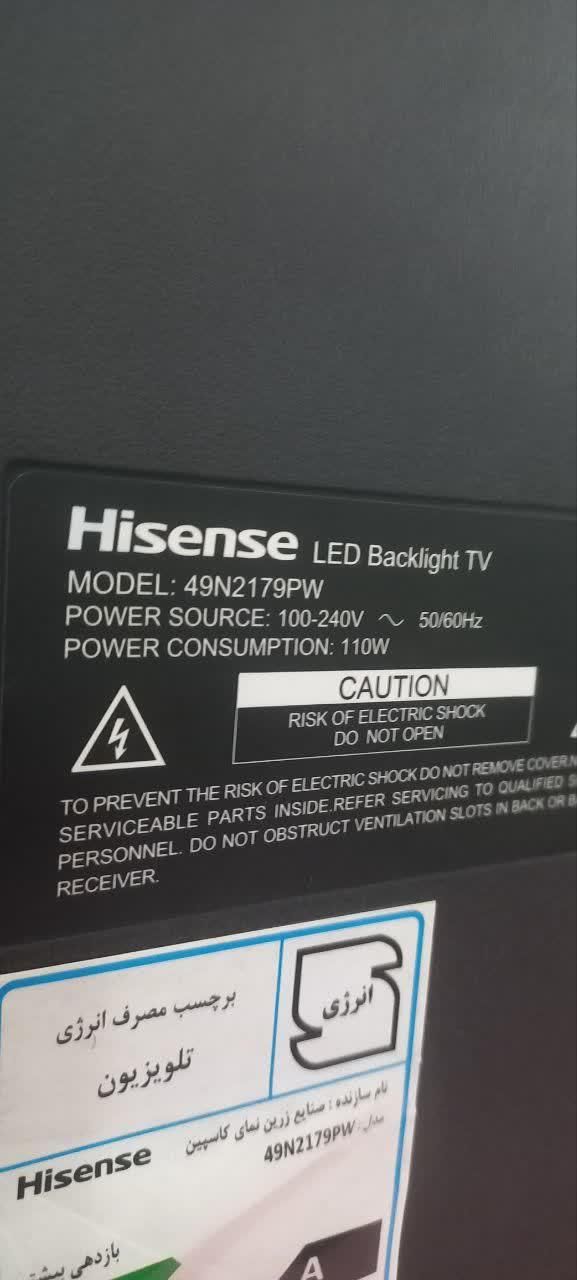 Hisense LED Backlight TV
MODEL: 49N2179PW
POWER SOURCE: 100-240V ~ 50/60Hz
POWER CONSUMPTION: 110W
CAUTION
RISK OF ELECTRIC SHOCK
DO NOT OPEN
TO PREVENT THE RISK OF ELECTRIC SHOCK DO NOT REMOVE COVER.N
SERVICEABLE PARTS INSIDE.REFER SERVICING TO QUALIFIED S
PERSONNEL. DO NOT OBSTRUCT VENTILATION SLOTS IN BACK OR B
RECEIVER.
انرژی
برچسب مصرف انرژی
تلویزیون
نام سازنده : صنایع زرین نمای کاسپین
مدل: 49N2179PW
Hisense
بازدهی بیشتر
A